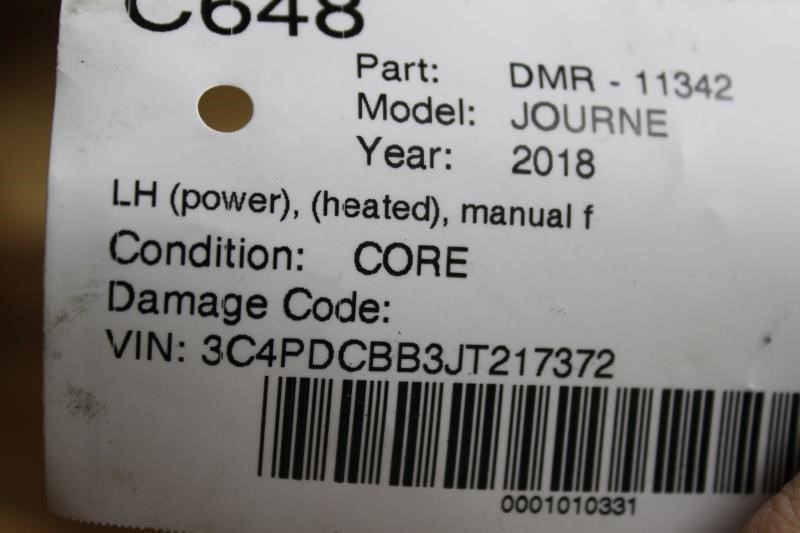 C648
Part: DMR - 11342
Model: JOURNE
Year: 2018
LH (power), (heated), manual f
Condition: CORE
Damage Code:
VIN: 3C4PDCBB3JT217372
0001010331